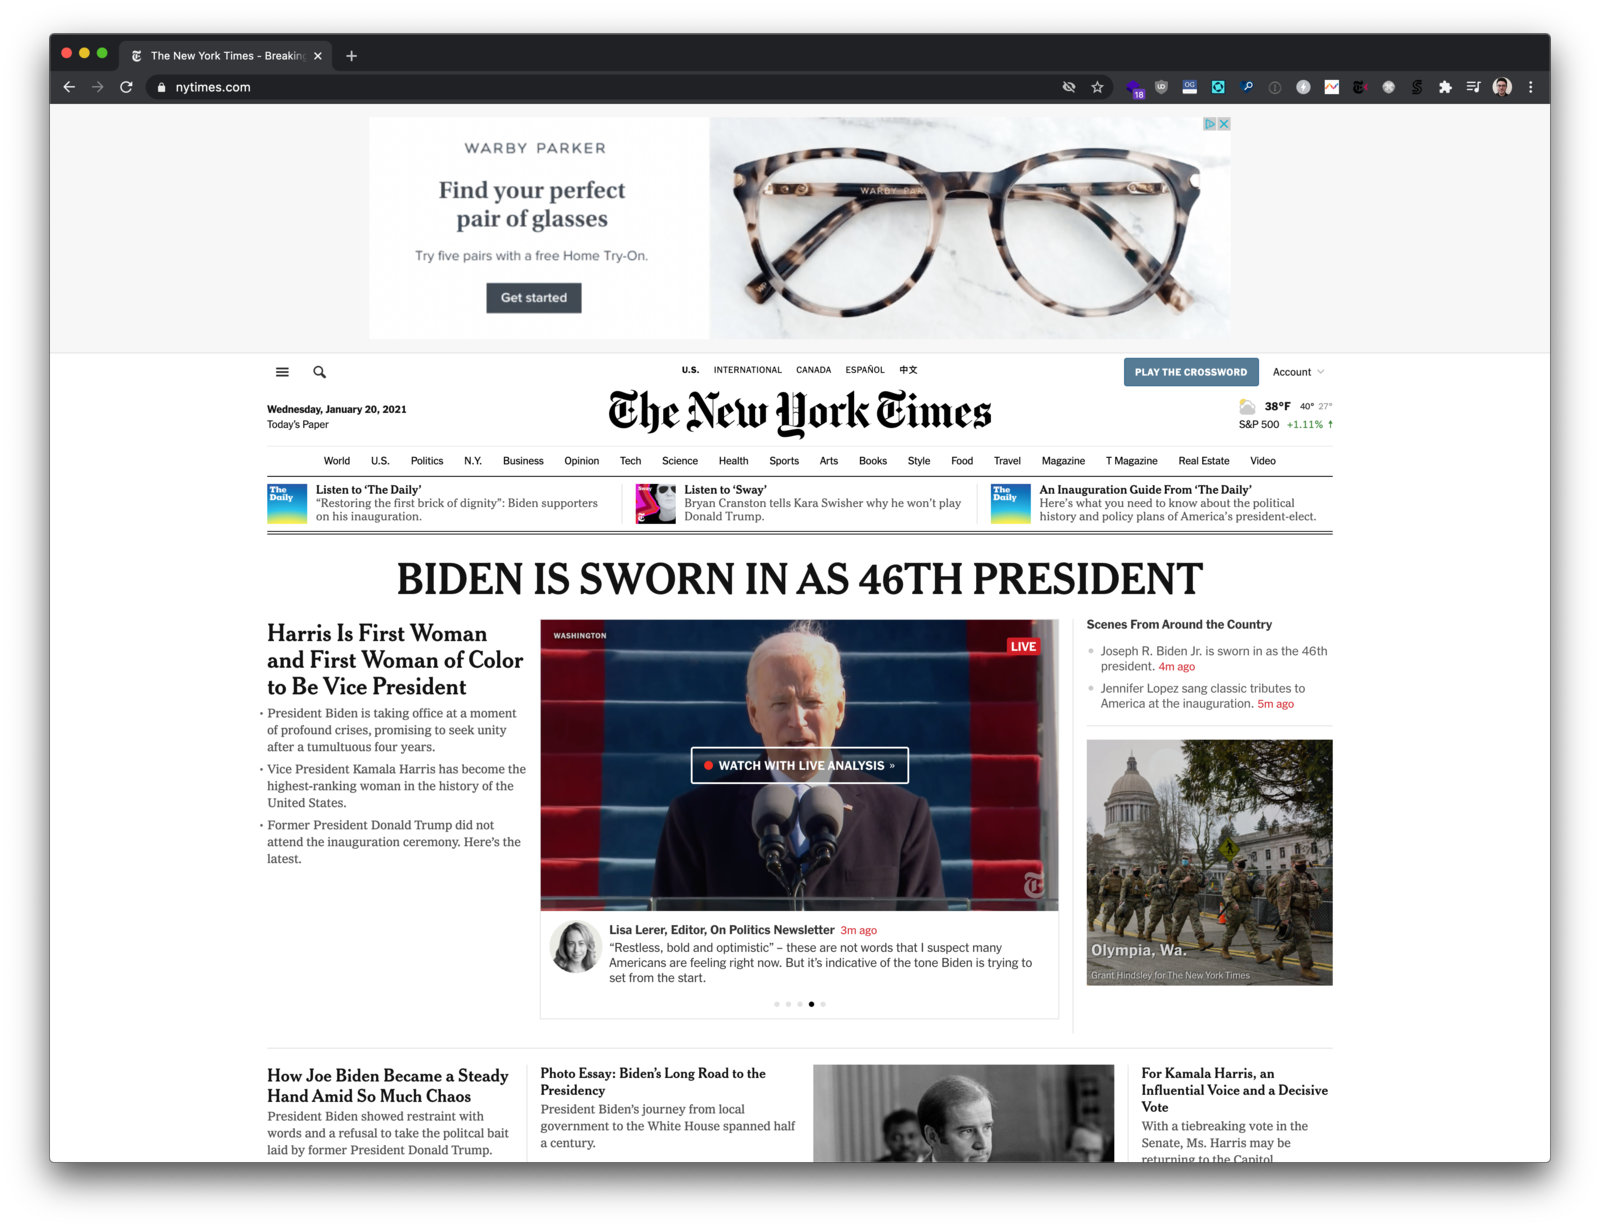 The New York Times - Breaking
nytimes.com
18
WARBY PARKER
Find your perfect
pair of glasses
Try five pairs with a free Home Try-On.
Get started
U.S. INTERNATIONAL CANADA ESPAÑOL 中文
PLAY THE CROSSWORD
Account
Wednesday, January 20, 2021
Today's Paper
The New York Times
38°F 40° 27°
S&P 500 +1.11% ↑
World U.S. Politics N.Y. Business Opinion Tech Science Health Sports Arts Books Style Food Travel Magazine T Magazine Real Estate Video
The
Daily
Listen to ‘The Daily’
“Restoring the first brick of dignity”: Biden supporters
on his inauguration.
Listen to ‘Sway’
Bryan Cranston tells Kara Swisher why he won’t play
Donald Trump.
The
Daily
An Inauguration Guide From ‘The Daily’
Here’s what you need to know about the political
history and policy plans of America’s president-elect.
BIDEN IS SWORN IN AS 46TH PRESIDENT
Harris Is First Woman
and First Woman of Color
to Be Vice President
• President Biden is taking office at a moment
of profound crises, promising to seek unity
after a tumultuous four years.
• Vice President Kamala Harris has become the
highest-ranking woman in the history of the
United States.
• Former President Donald Trump did not
attend the inauguration ceremony. Here’s the
latest.
WASHINGTON
LIVE
WATCH WITH LIVE ANALYSIS »
Lisa Lerer, Editor, On Politics Newsletter 3m ago
“Restless, bold and optimistic” – these are not words that I suspect many
Americans are feeling right now. But it’s indicative of the tone Biden is trying to
set from the start.
Scenes From Around the Country
Joseph R. Biden Jr. is sworn in as the 46th
president. 4m ago
Jennifer Lopez sang classic tributes to
America at the inauguration. 5m ago
Olympia, Wa.
Grant Hindsley for The New York Times
How Joe Biden Became a Steady
Hand Amid So Much Chaos
President Biden showed restraint with
words and a refusal to take the politcal bait
laid by former President Donald Trump.
Photo Essay: Biden’s Long Road to the
Presidency
President Biden’s journey from local
government to the White House spanned half
a century.
For Kamala Harris, an
Influential Voice and a Decisive
Vote
With a tiebreaking vote in the
Senate, Ms. Harris may be
returning to the Capitol